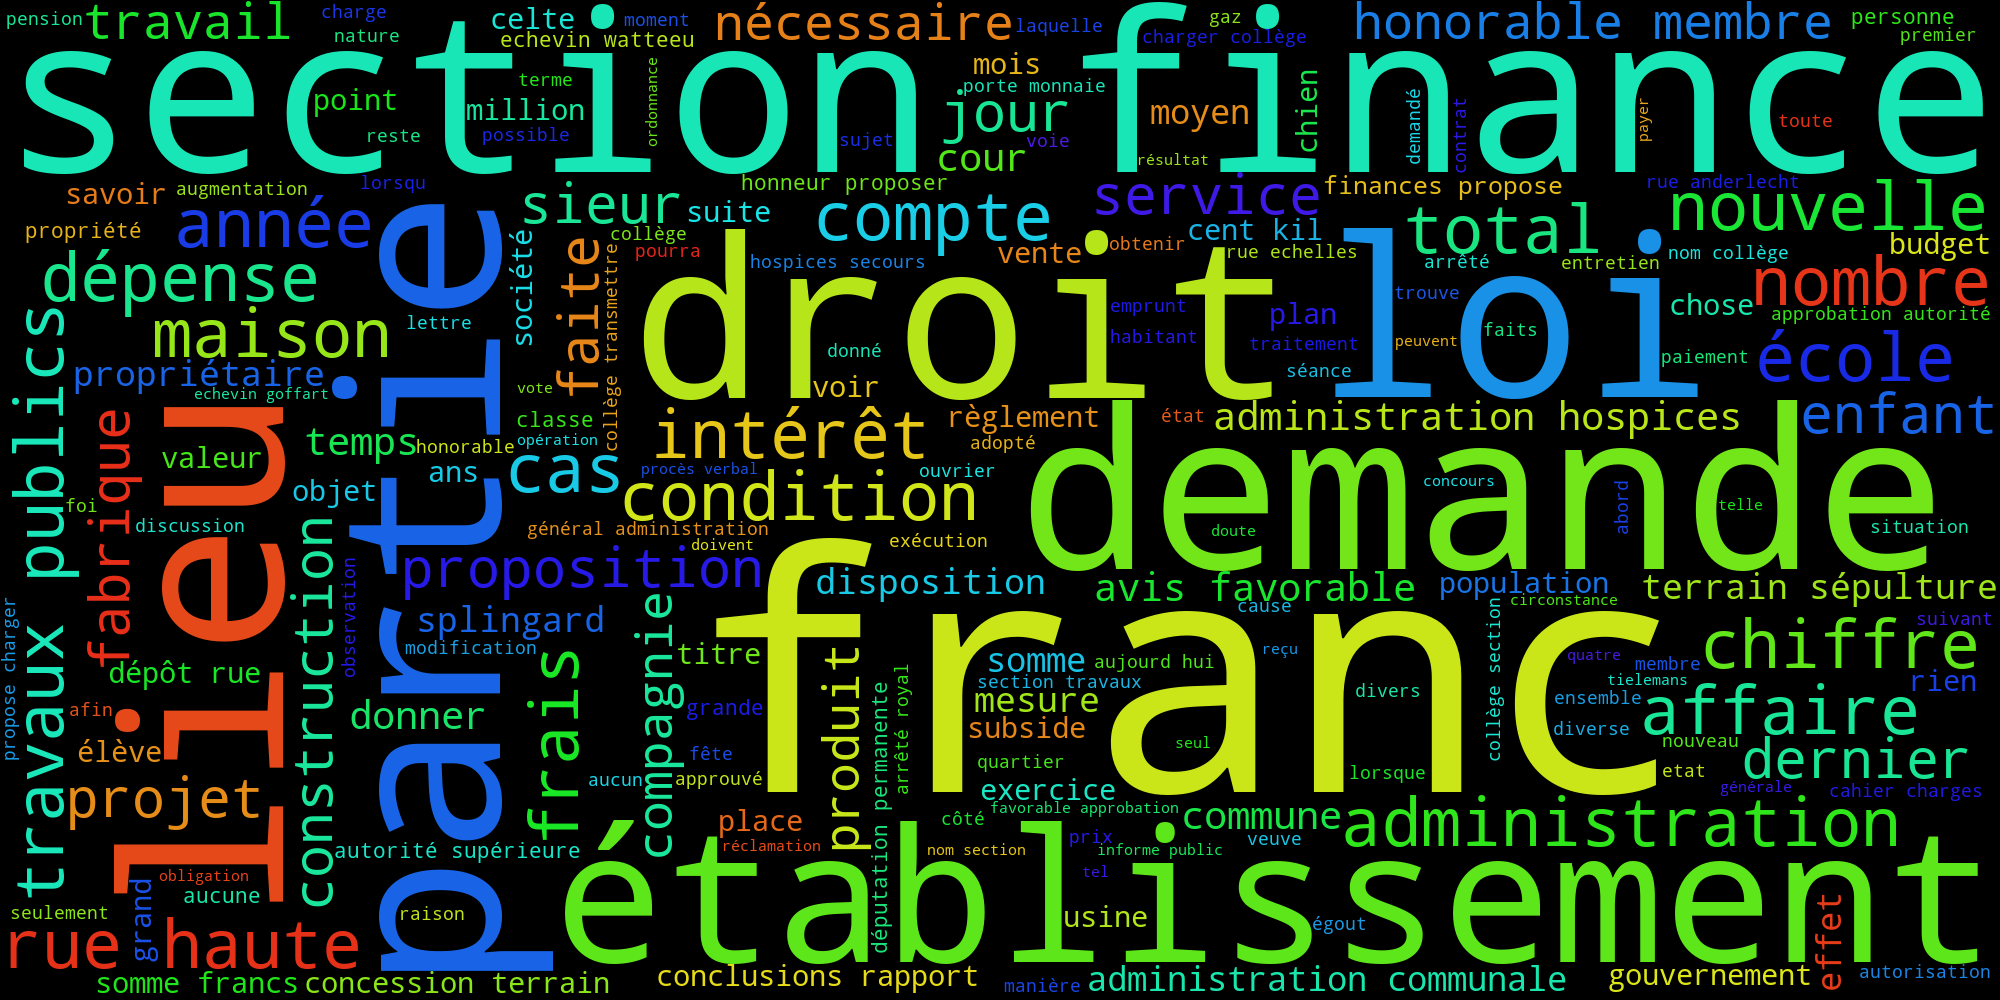 pension
travail
charge
nature
celte
moment
echevin watteeu
nécessaire
laquelle
gaz
charger collège
honorable membre
personne
premier
section finance
point
reste
terme
million
possible
ordonnance
sujet
mois
porte monnaie
jour
voie
cour
moyen
résultat
chien
demandé
contrat
payer
toute
savoir
augmentation
lorsqu
propriété
année
sieur
suite
honneur proposer
compte
service
finances propose
rue anderlecht
nouvelle
total
cent kil
vente
obtenir
rue echelles
arrêté
entretien
nom collège
budget
dépense
société
faite
collège
pourra
collège transmettre
hospices secours
droit
loi
nombre
maison
lettre
donné
voir
emprunt
habitant
plan
traitement
séance
trouve
peuvent
faits
chose
approbation autorité
paiement
école
propriétaire
echevin goffart
vote
classe
opération
travaux publics
fabrique
lieu
partie
valeur
temps
honorable
ans
objet
cas
intérêt
règlement
adopté
état
administration hospices
enfant
procès verbal
ouvrier
condition
demande
concours
abord
telle
doute
situation
foi
discussion
construction
observation
général administration
doivent
exécution
proposition
disposition
avis favorable
population
terrain sépulture
propose charger
splingard
modification
compagnie
franc
cause
circonstance
suivant
dépôt rue
frais
titre
produit
somme
aujourd hui
reçu
collège section
quatre
membre
tielemans
chiffre
rien
section travaux
mesure
divers
ensemble
diverse
affaire
afin
donner
grande
subside
seul
nouveau
élève
fête
quartier
dernier
projet
aucun
approuvé
députation permanente
arrêté royal
exercice
lorsque
etat
générale
cahier charges
favorable approbation
place
côté
commune
administration
réclamation
autorité supérieure
nom section
prix
informe public
veuve
tel
obligation
aucune
grand
seulement
raison
établissement
usine
égout
effet
rue haute
somme francs
concession terrain
conclusions rapport
manière
administration communale
gouvernement
autorisation